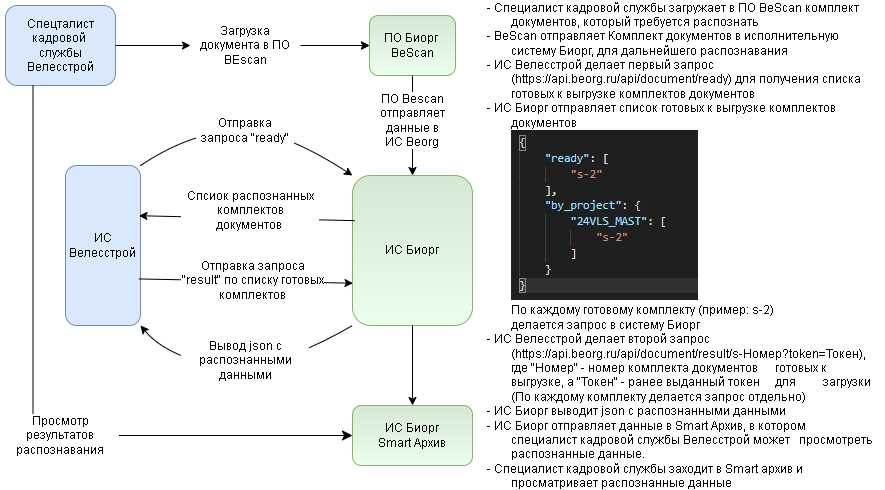 Спецталист
кадровой
службы
Велесстрой
Загрузка
документа в ПО
BEscan
ПО Биорг
BeScan
ПО Bescan
отправляет
данные в
ИС Beorg
Отправка
запроса "ready"
Спсиок распознанных
комплектов
документов
ИС
Велесстрой
ИС Биорг
Отправка запроса
"result" по списку готовых
комплектов
Вывод json с
распознанными
данными
Просмотр
результатов
распознавания
ИС Биорг
Smart Архив
- Специалист кадровой службы загружает в ПО BeScan комплект
документов, который требуется распознать
- BeScan отправляет Комплект документов в исполнительную
систему Биорг, для дальнейшего распознавания
- ИС Велесстрой делает первый запрос
(https://api.beorg.ru/api/document/ready) для получения списка
готовых к выгрузке комплектов документов
- ИС Биорг отправляет список готовых к выгрузке комплектов
документов
{
"ready": [
"s-2"
],
"by_project": {
"24VLS_MAST": [
"s-2"
]
}
}
По каждому готовому комплекту (пример: s-2)
делается запрос в систему Биорг
- ИС Велесстрой делает второй запрос
(https://api.beorg.ru/api/document/result/s-Номер?token=Токен),
где "Номер" - номер комплекта документов готовых к
выгрузке, а "Токен" - ранее выданный токен для загрузки
(По каждому комплекту делается запрос отдельно)
- ИС Биорг выводит json с распознанными данными
- ИС Биорг отправляет данные в Smart Архив, в котором
специалист кадровой службы Велесстрой может просмотреть
распознанные данные.
- Специалист кадровой службы заходит в Smart архив и
просматривает распознанные данные